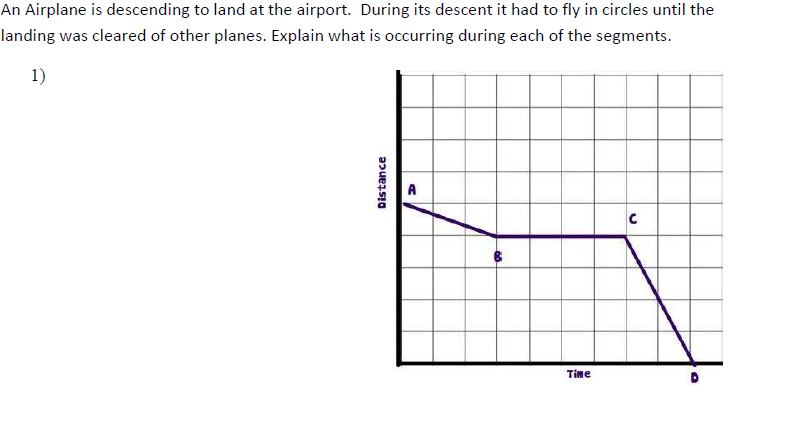 An Airplane is descending to land at the airport.  During its descent it had to fly in circles until the
landing was cleared of other planes. Explain what is occurring during each of the segments.
1)
Distance
A
C
B
Time
D